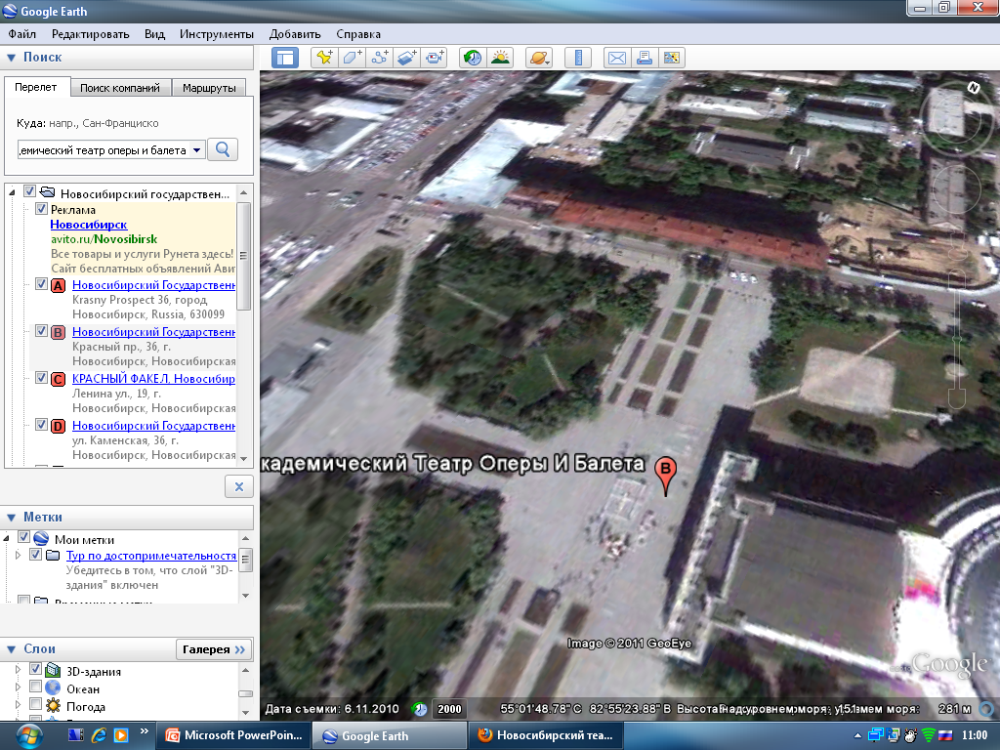 Google Earth
Файл Редактировать Вид Инструменты Добавить Справка
Поиск
Перелет Поиск компаний Маршруты
Куда: напр., Сан-Франциско
емический театр оперы и балета
Новосибирский государствен...
Реклама
Новосибирск
avito.ru/Novosibirsk
Все товары и услуги Рунета здесь!
Сайт бесплатных объявлений Ави
A Новосибирский Государственн
Krasny Prospect 36, город
Новосибирск, Russia, 630099
B Новосибирский Государственн
Красный пр., 36, г.
Новосибирск, Новосибирская
C КРАСНЫЙ ФАКЕЛ, Новосибир
Ленина ул., 19, г.
Новосибирск, Новосибирская
D Новосибирский Государственн
ул. Каменская, 36, г.
Новосибирск, Новосибирская
Метки
Мои метки
Тур по достопримечательностя
Убедитесь в том, что слой "3D-
здания" включен
Временные метки
Слои
Галерея »
3D-здания
Океан
Погода
N
кадемический Театр Оперы И Балета
B
Image © 2011 GeoEye
Google
Дата съемки: 6.11.2010 2000 55°01'48.78" С 82°55'23.88" В 281 м
Microsoft PowerPoin... Google Earth Новосибирский теа... 11:00